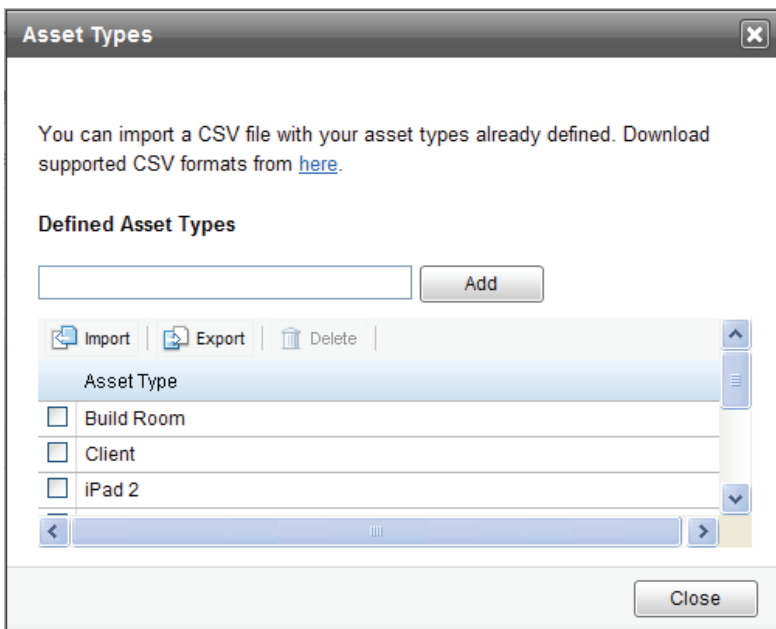 Asset Types
You can import a CSV file with your asset types already defined. Download
supported CSV formats from here.
Defined Asset Types
Add
Import Export Delete
Asset Type
Build Room
Client
iPad 2
Close